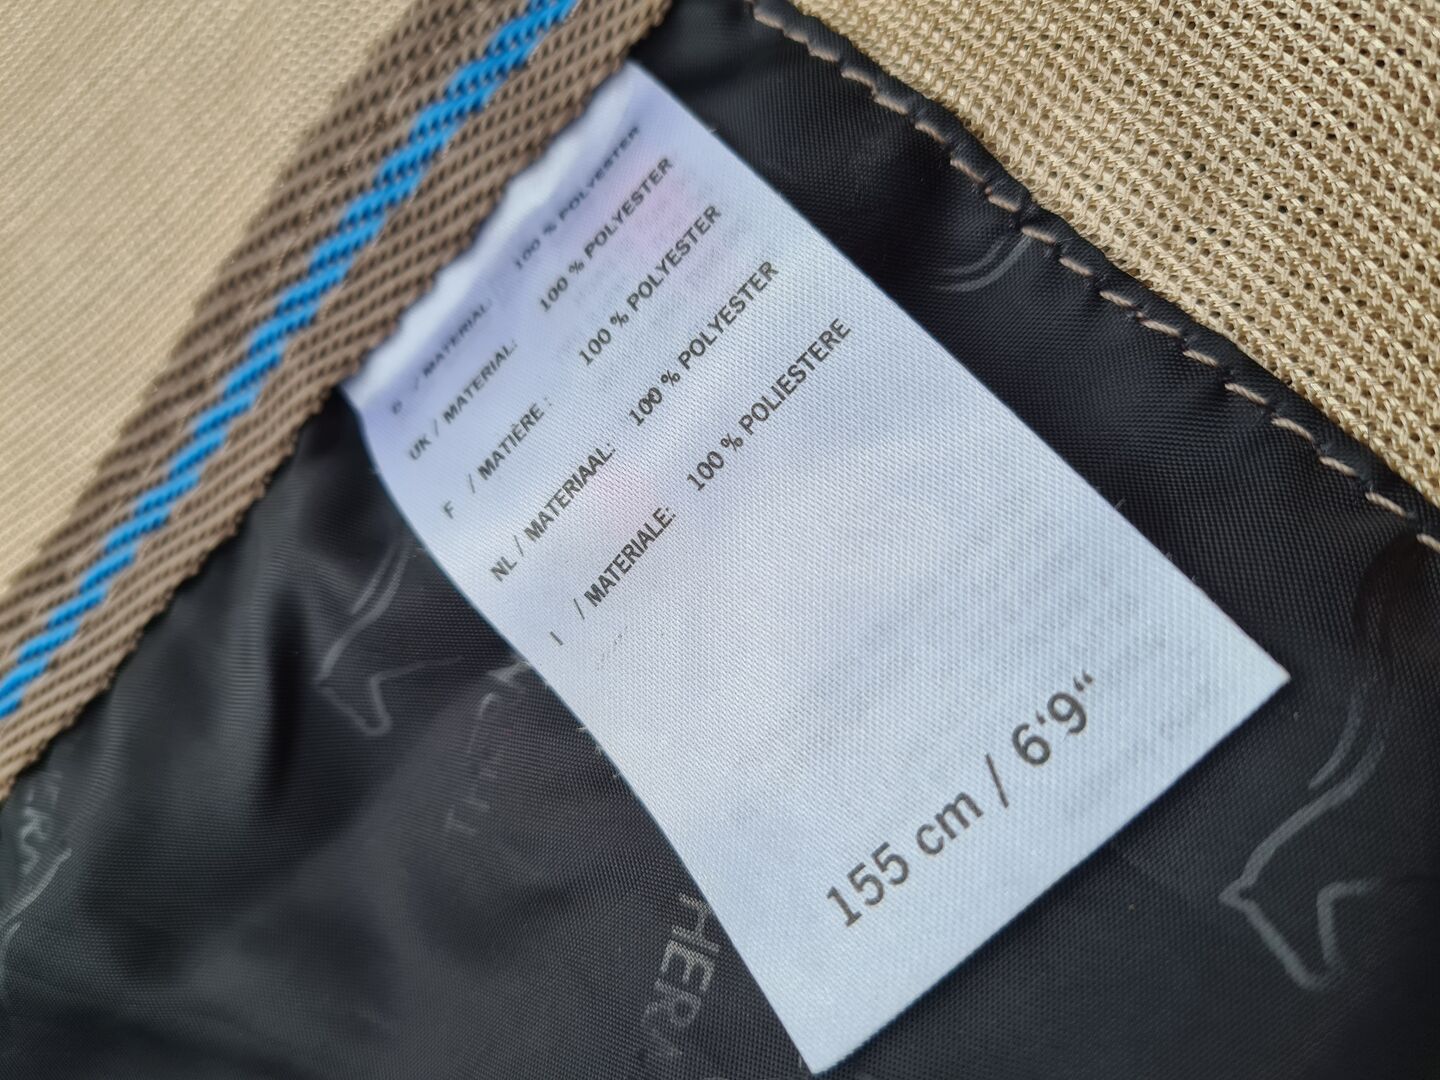 D / MATERIAL: 100 % POLYESTER
UK / MATERIAL: 100 % POLYESTER
F / MATIÈRE : 100 % POLYESTER
NL / MATERIAAL: 100 % POLYESTER
I / MATERIALE: 100 % POLIESTERE
155 cm / 6‘9“